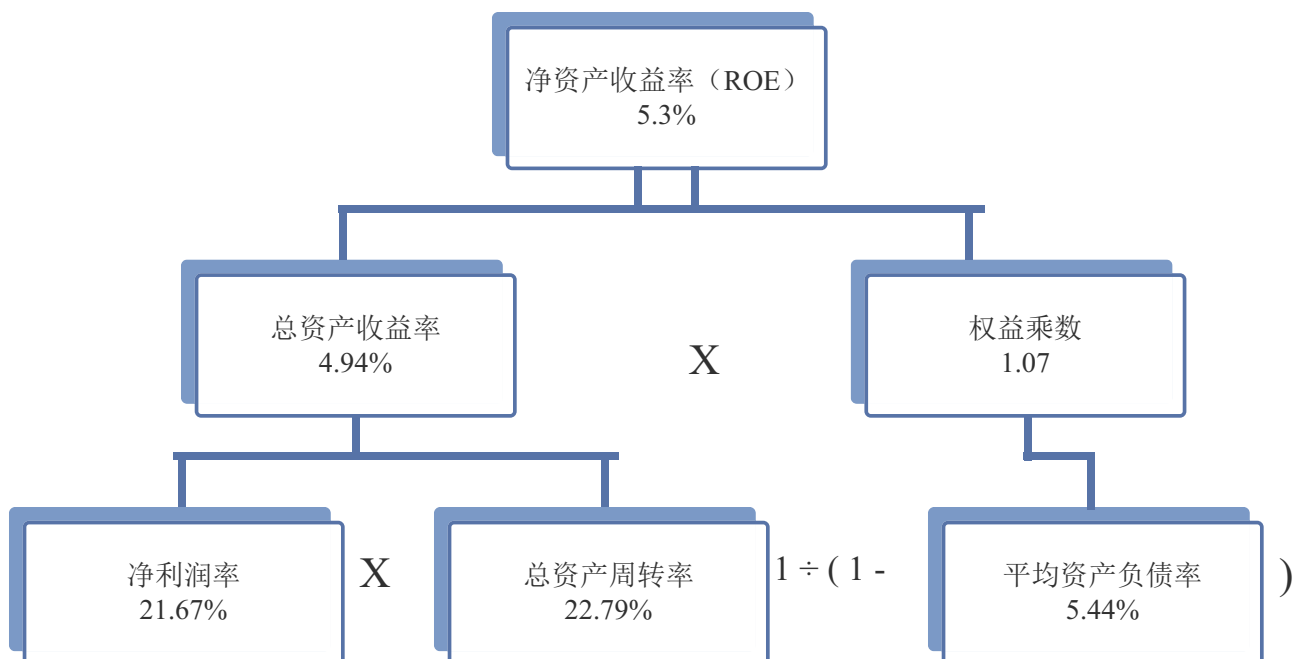 净资产收益率（ROE）
5.3%
总资产收益率
4.94%
X
权益乘数
1.07
净利润率
21.67%
X
总资产周转率
22.79%
1 ÷ ( 1 -
平均资产负债率
5.44%
)